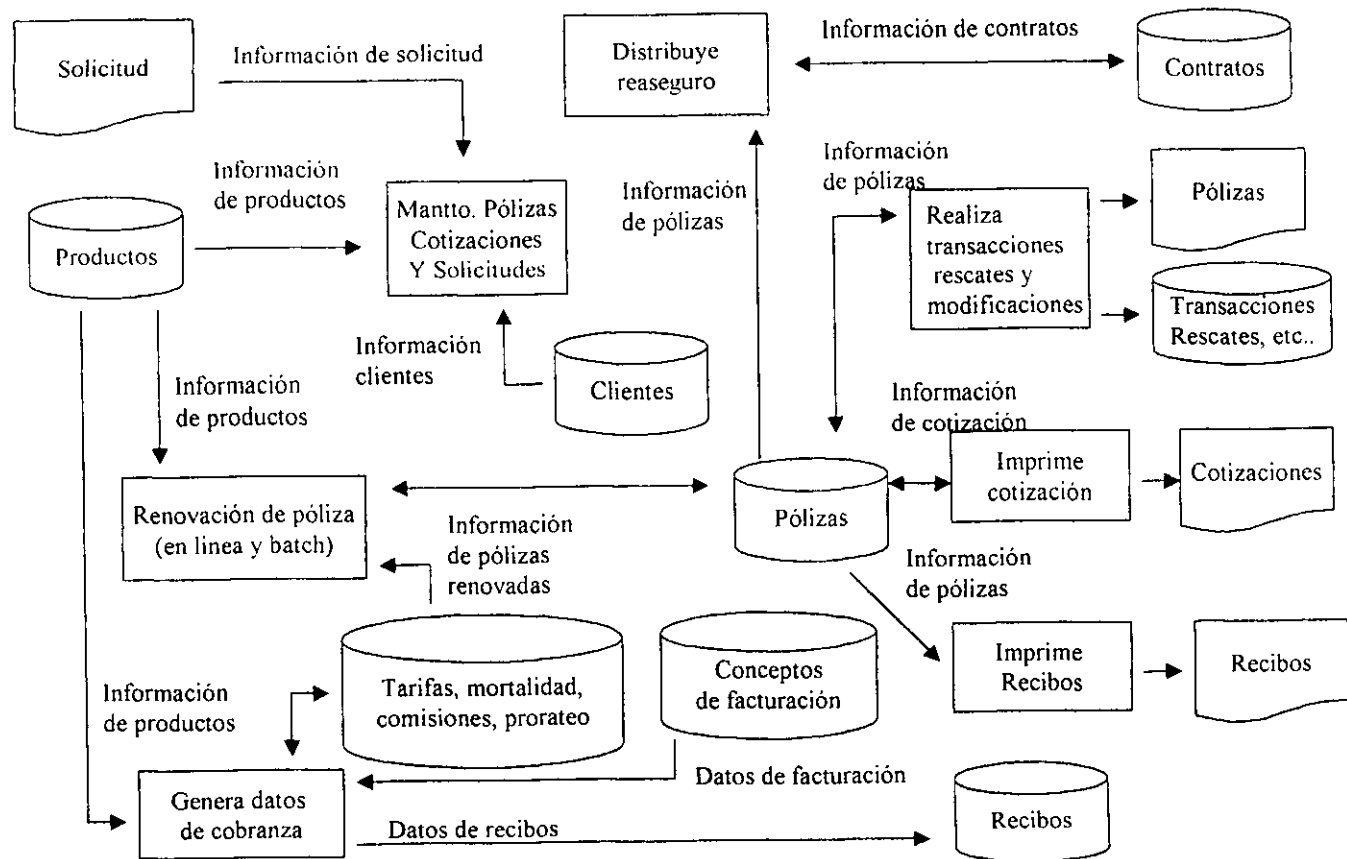 Solicitud
Información de solicitud
Distribuye
reaseguro
Información de contratos
Contratos
Información
de productos
Productos
Mantto. Pólizas
Cotizaciones
Y Solicitudes
Información
de pólizas
Información
de pólizas
Realiza
transacciones
rescates y
modificaciones
Pólizas
Transacciones
Rescates, etc..
Información
clientes
Clientes
Información
de productos
Información
de cotización
Renovación de póliza
(en linea y batch)
Información
de pólizas
renovadas
Pólizas
Imprime
cotización
Cotizaciones
Información
de pólizas
Información
de productos
Tarifas, mortalidad,
comisiones, prorateo
Conceptos
de facturación
Imprime
Recibos
Recibos
Genera datos
de cobranza
Datos de facturación
Datos de recibos
Recibos